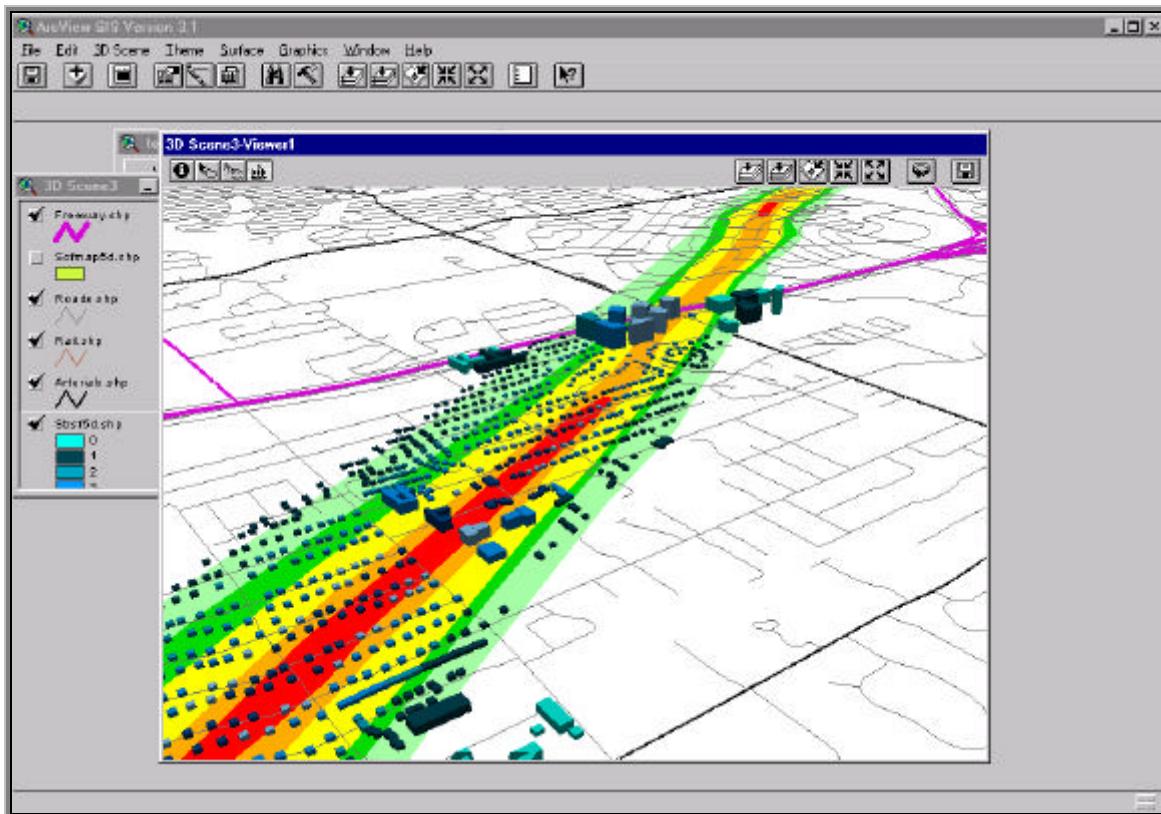 ArcView GIS Version 3.1
File Edit 3D Scene Theme Surface Graphics Window Help
3D Scene3-Viewer1
3D Scene3
Freeway.shp
Roads.shp
Rail.shp
Arterials.shp
0
1
2